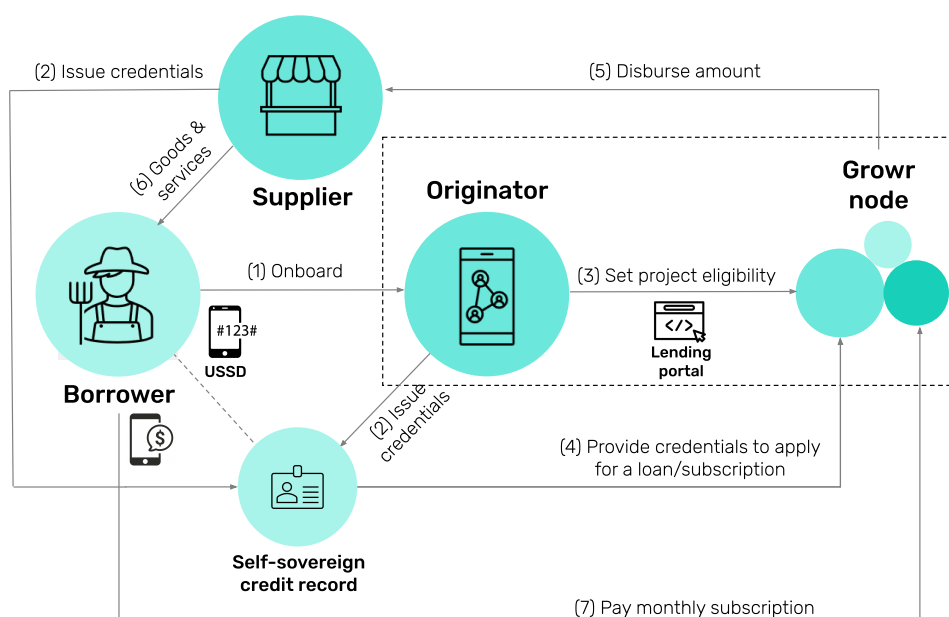 (2) Issue credentials
(5) Disburse amount
(6) Goods &
services
Supplier
Originator
Growr
node
(1) Onboard
(3) Set project eligibility
#123#
USSD
</>
Lending
portal
Borrower
$
(2) Issue
credentials
(4) Provide credentials to apply
for a loan/subscription
Self-sovereign
credit record
(7) Pay monthly subscription